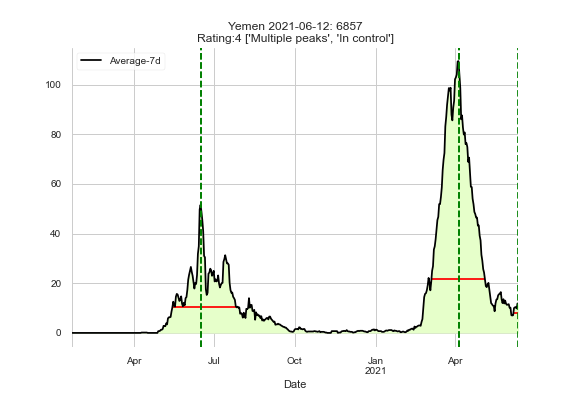 Yemen 2021-06-12: 6857
Rating:4 ['Multiple peaks', 'In control']
Average-7d
100
80
60
40
20
0
Apr
Jul
Oct
Jan
2021
Apr
Date